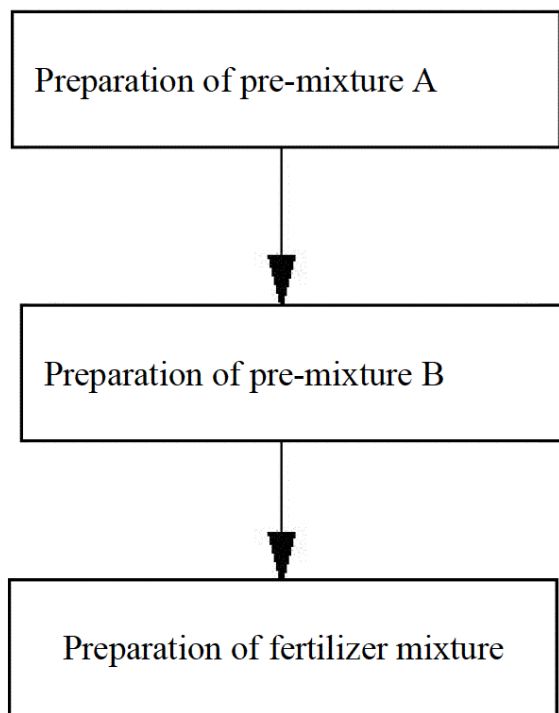 Preparation of pre-mixture A
Preparation of pre-mixture B
Preparation of fertilizer mixture